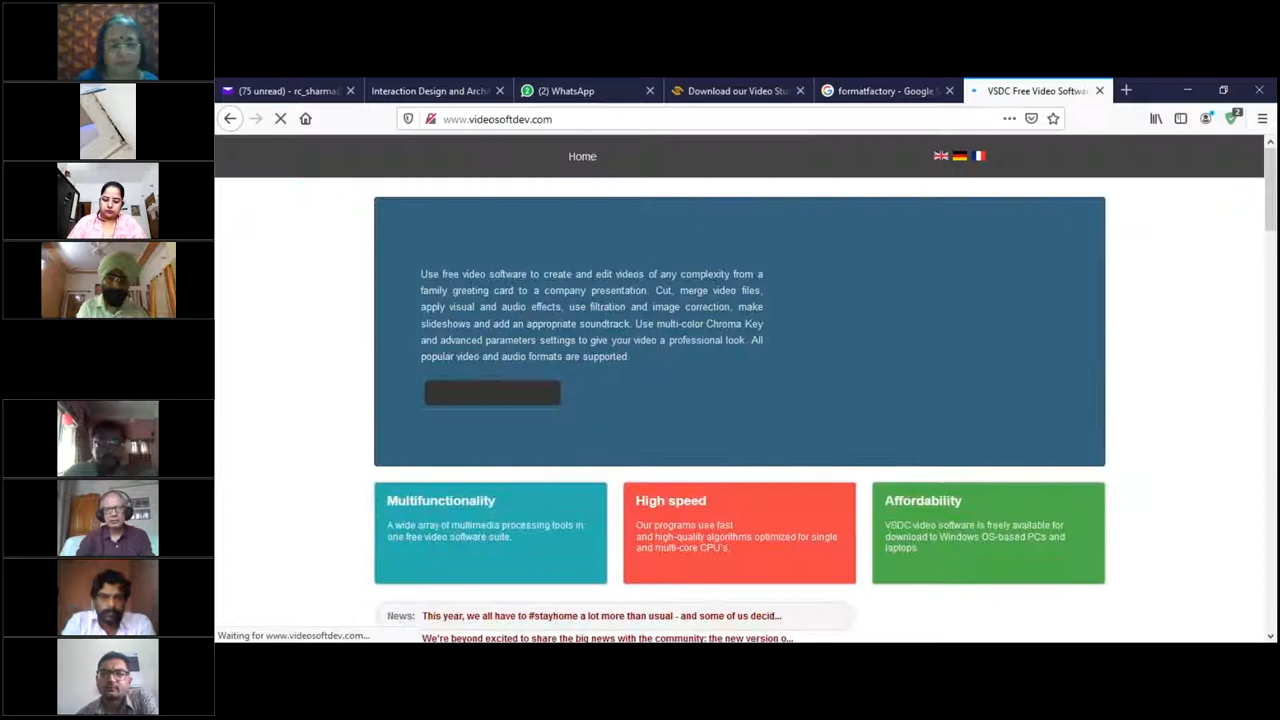 (75 unread) - rc_sharma
Interaction Design and Archi
(2) WhatsApp
Download our Video Stu
formatfactory - Google S
VSDC Free Video Softwa
www.videosoftdev.com
2
Home
Use free video software to create and edit videos of any complexity from a
family greeting card to a company presentation. Cut, merge video files,
apply visual and audio effects, use filtration and image correction, make
slideshows and add an appropriate soundtrack. Use multi-color Chroma Key
and advanced parameters settings to give your video a professional look. All
popular video and audio formats are supported.
Multifunctionality
A wide array of multimedia processing tools in
one free video software suite.
High speed
Our programs use fast
and high-quality algorithms optimized for single
and multi-core CPU's.
Affordability
VSDC video software is freely available for
download to Windows OS-based PCs and
laptops.
News: This year, we all have to #stayhome a lot more than usual - and some of us decid...
We're beyond excited to share the big news with the community: the new version o...
Waiting for www.videosoftdev.com...